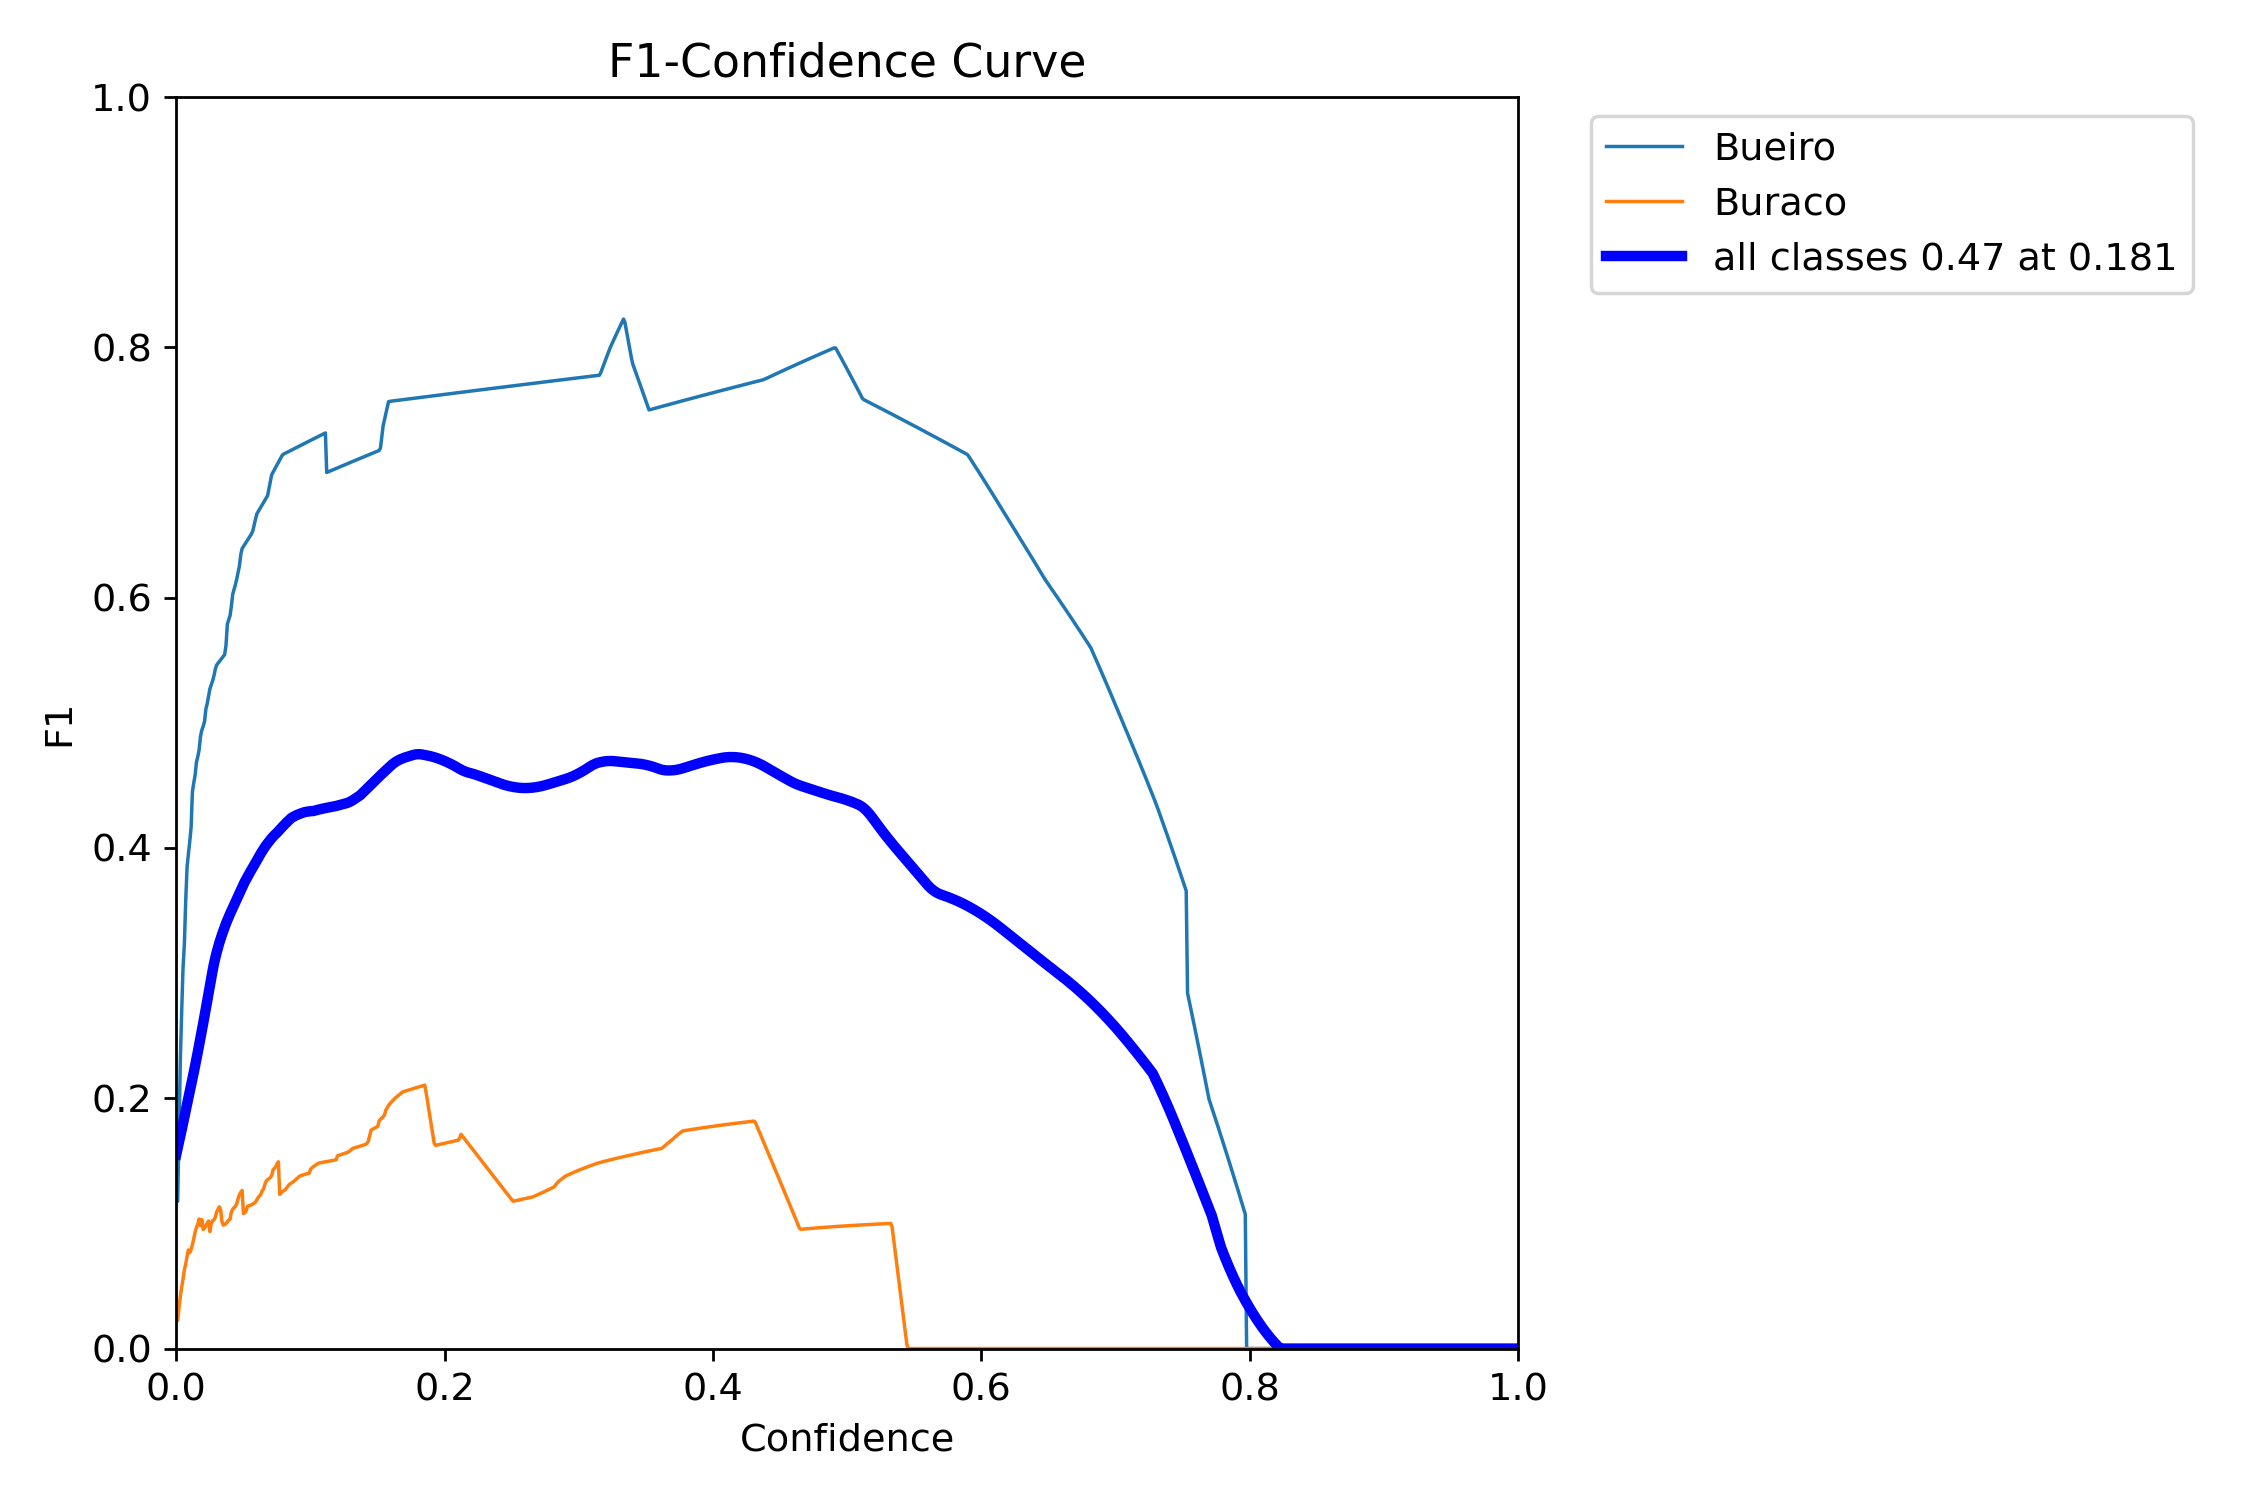 F1-Confidence Curve
1.0
0.8
0.6
0.4
0.2
0.0
F1
0.0 0.2 0.4 0.6 0.8 1.0
Confidence
Bueiro
Buraco
all classes 0.47 at 0.181